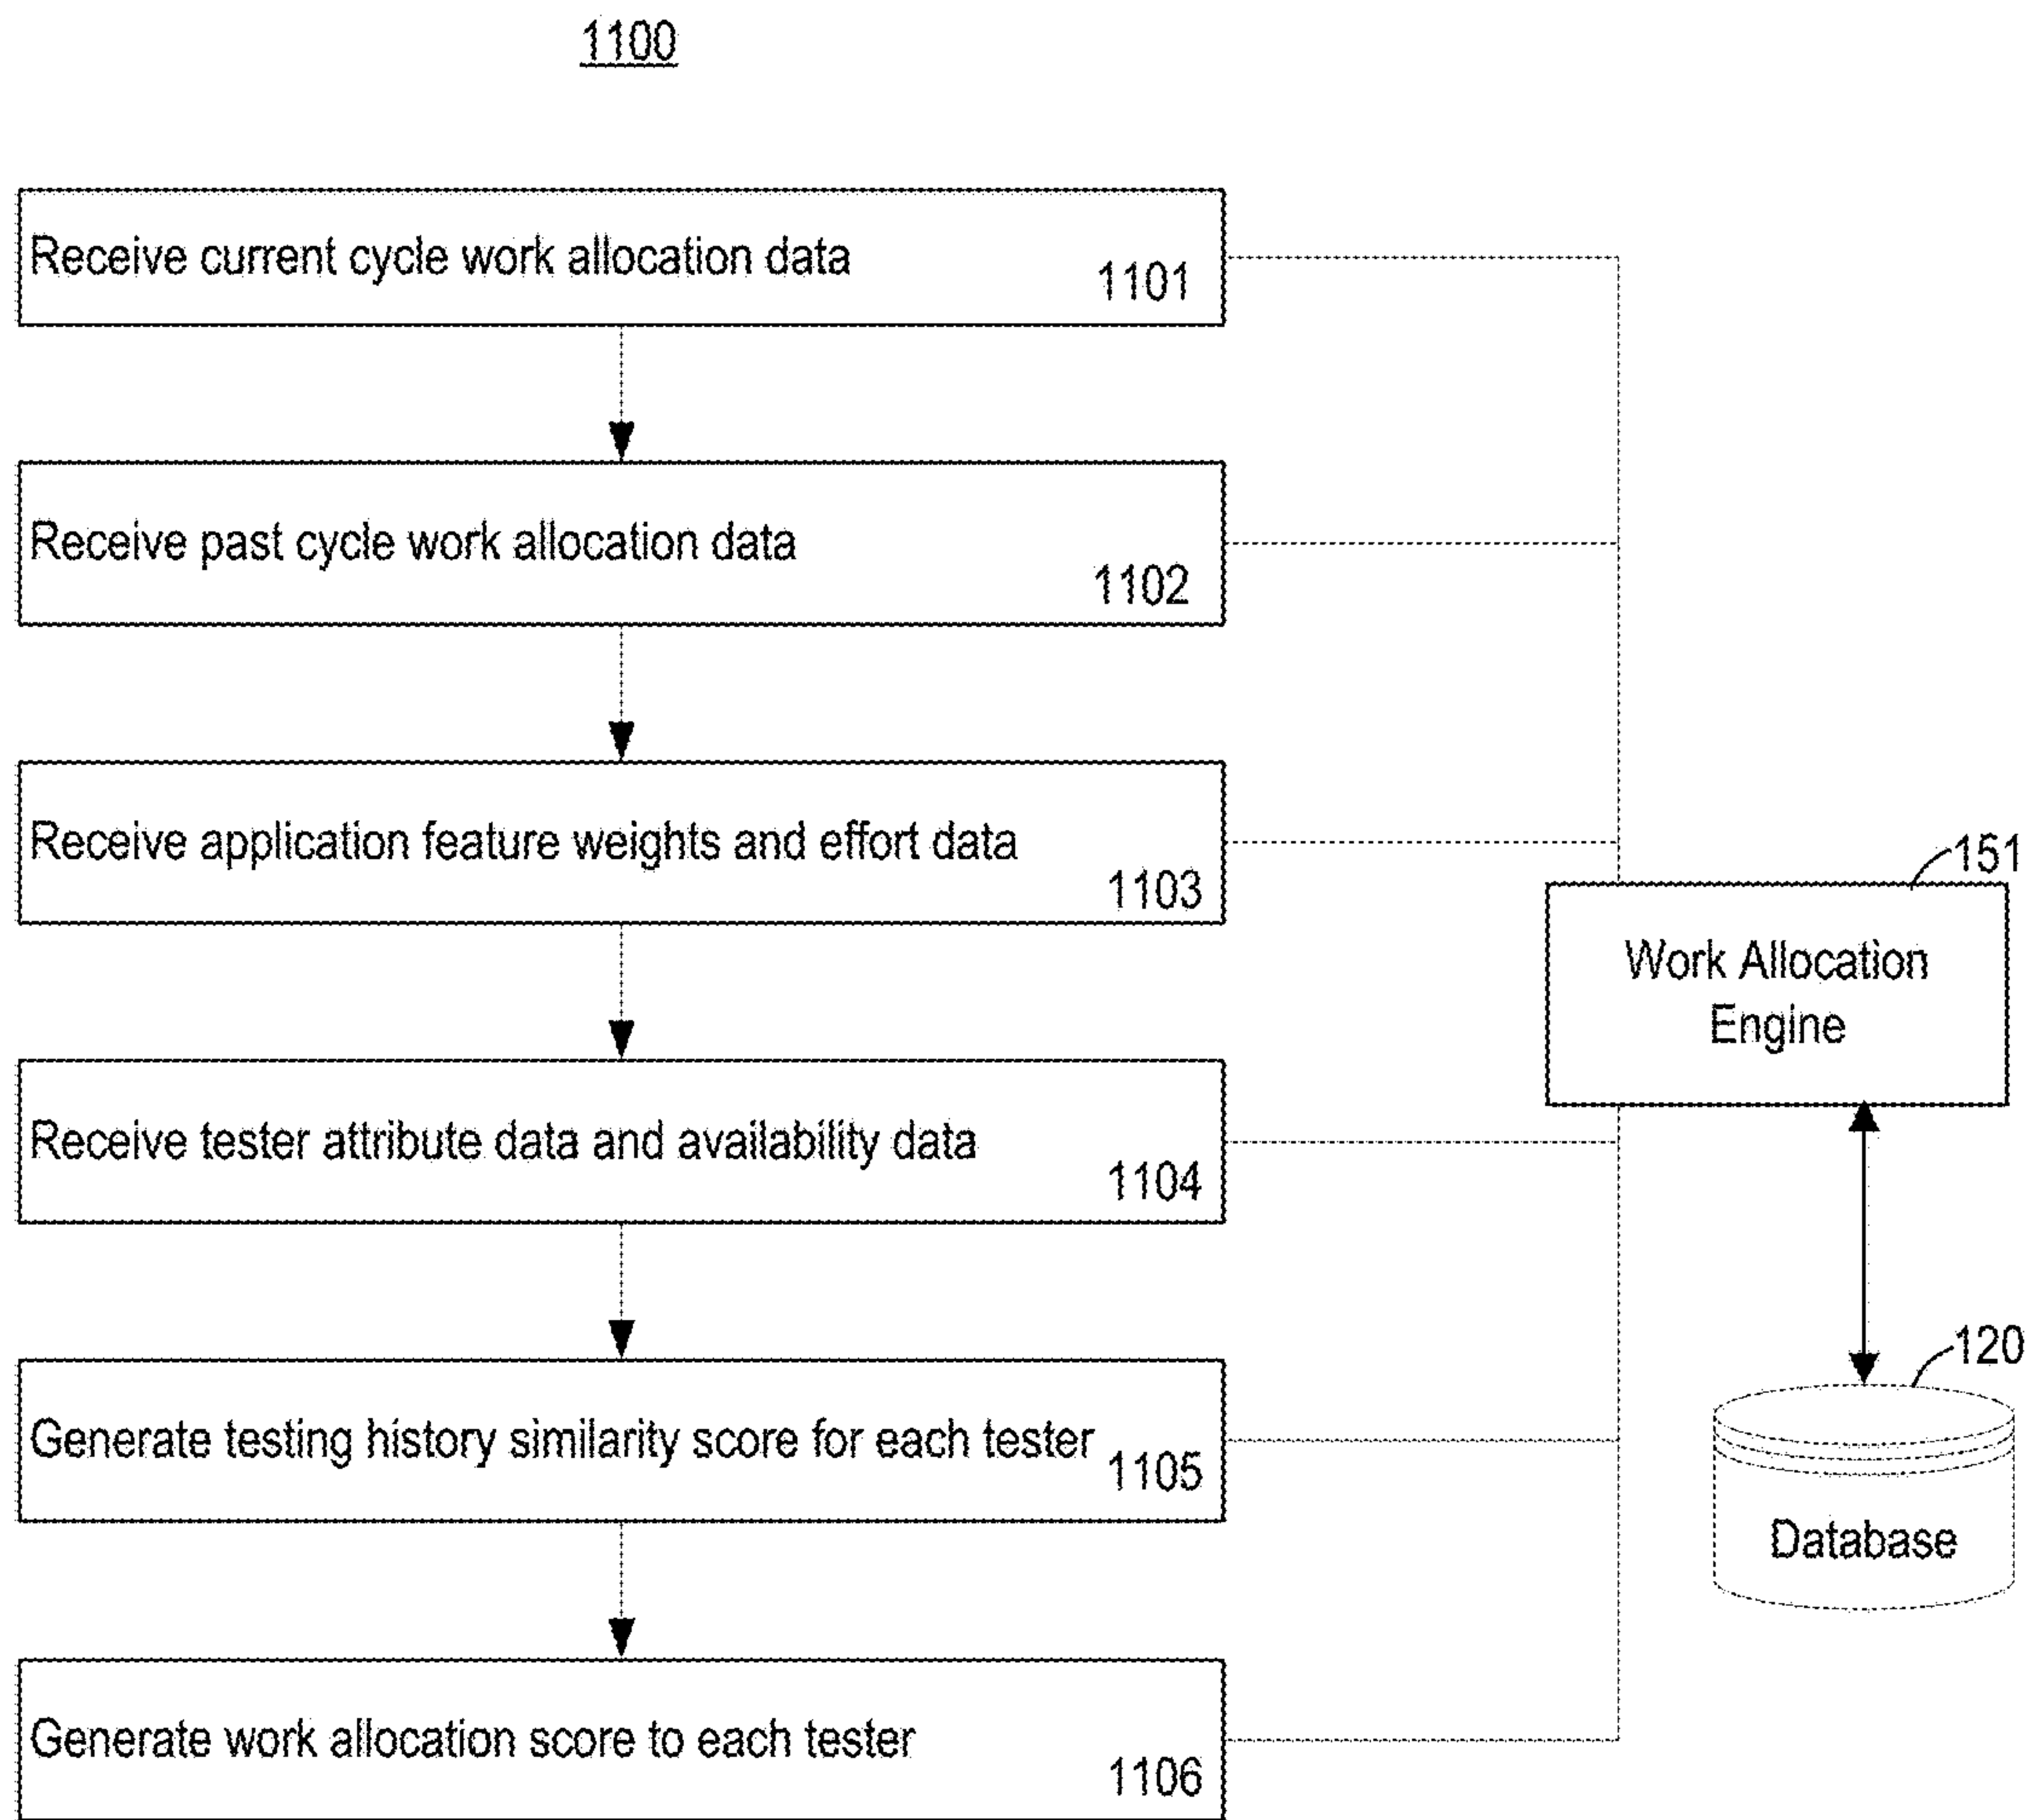 1100
Receive current cycle work allocation data
1101
Receive past cycle work allocation data
1102
Receive application feature weights and effort data
1103
151
Work Allocation
Engine
Receive tester attribute data and availability data
1104
120
Generate testing history similarity score for each tester
1105
Database
Generate work allocation score to each tester
1106